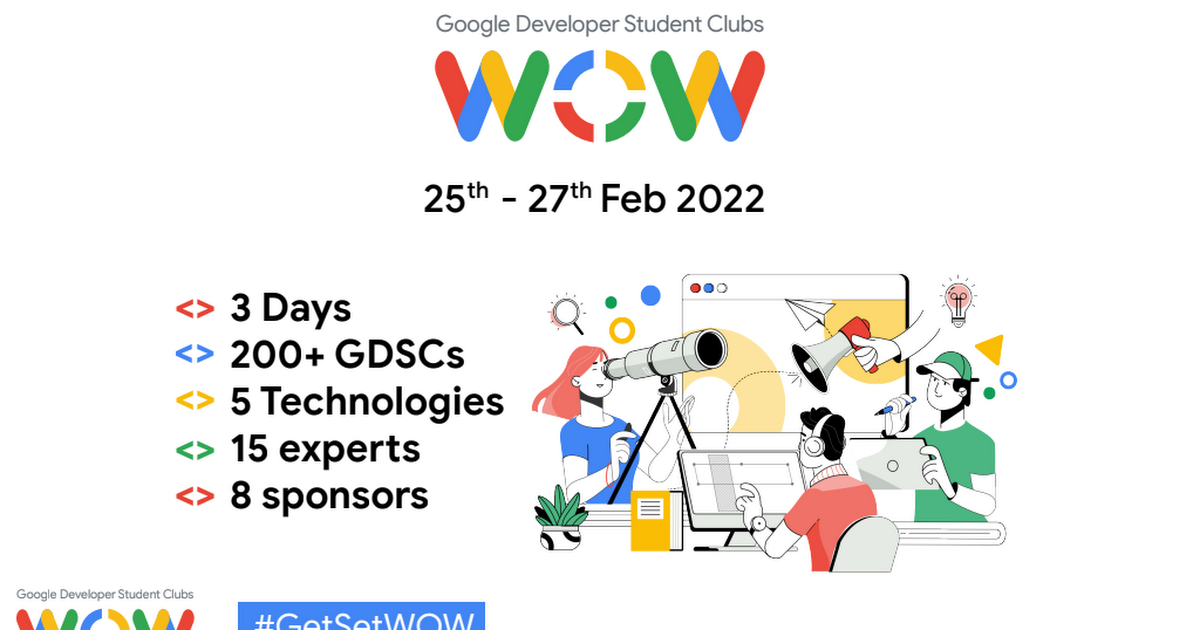 Google Developer Student Clubs
WOW
25th - 27th Feb 2022
<> 3 Days
<> 200+ GDSCs
<> 5 Technologies
<> 15 experts
<> 8 sponsors
Google Developer Student Clubs
WOW
#GetSetWOW